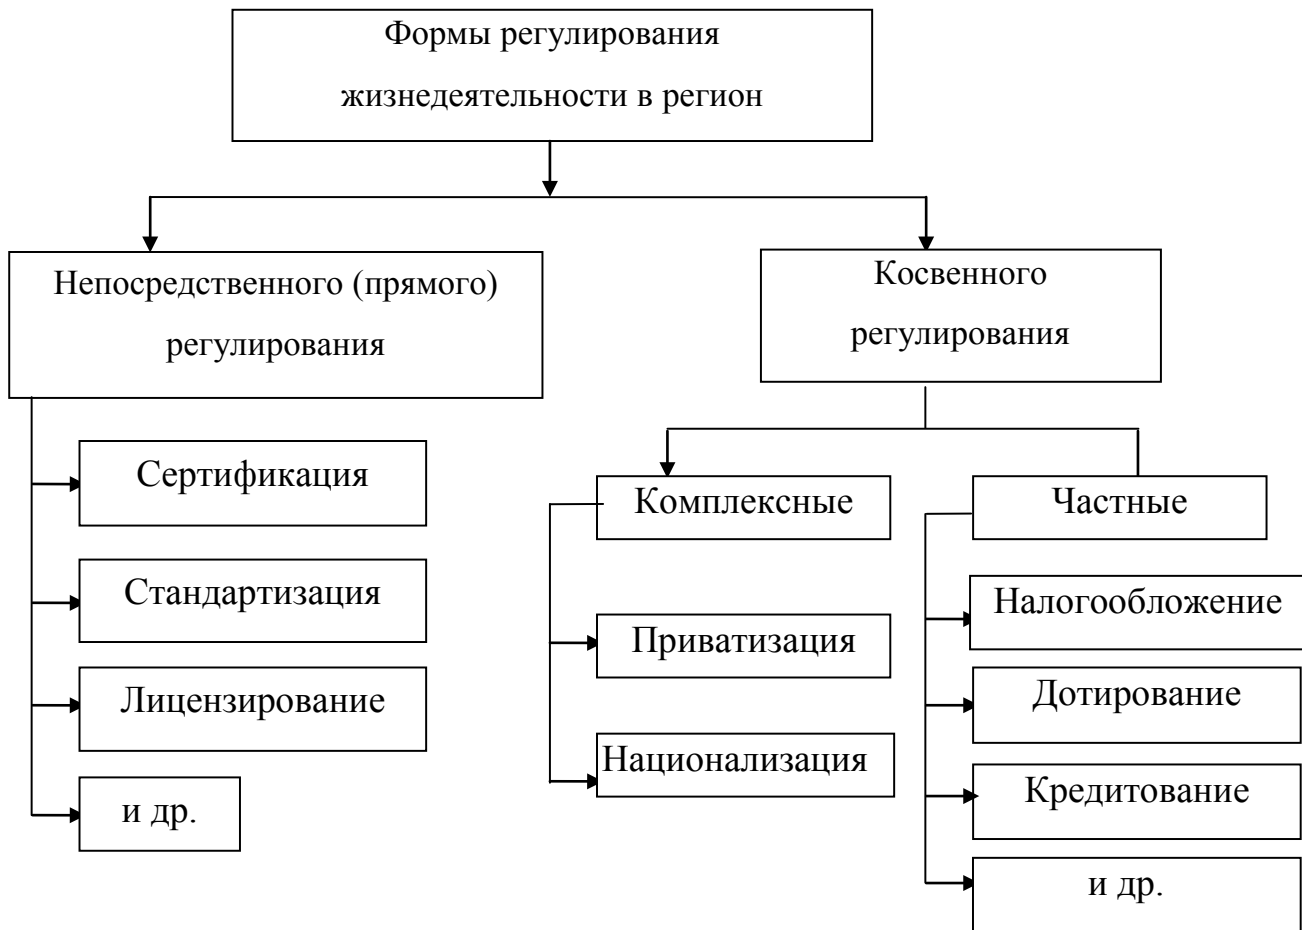 Формы регулирования
жизнедеятельности в регион
Непосредственного (прямого)
регулирования
Косвенного
регулирования
Сертификация
Стандартизация
Лицензирование
и др.
Комплексные
Приватизация
Национализация
Частные
Налогообложение
Дотирование
Кредитование
и др.